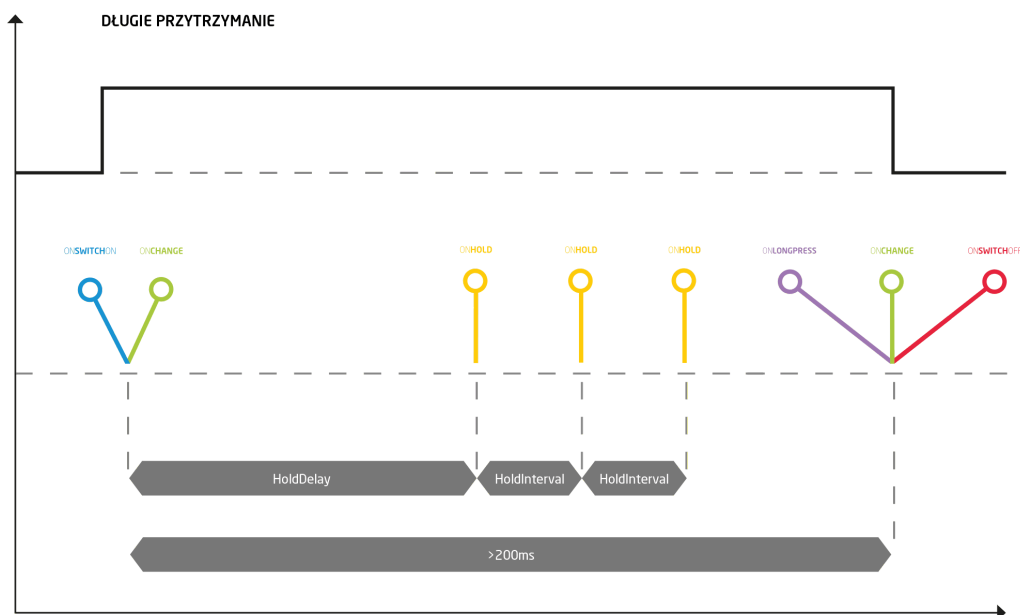 DŁUGIE PRZYTRZYMANIE
ONSWITCHON ONCHANGE ONHOLD ONHOLD ONHOLD ONLONGPRESS ONCHANGE ONSWITCHOFF
HoldDelay HoldInterval HoldInterval
>200ms